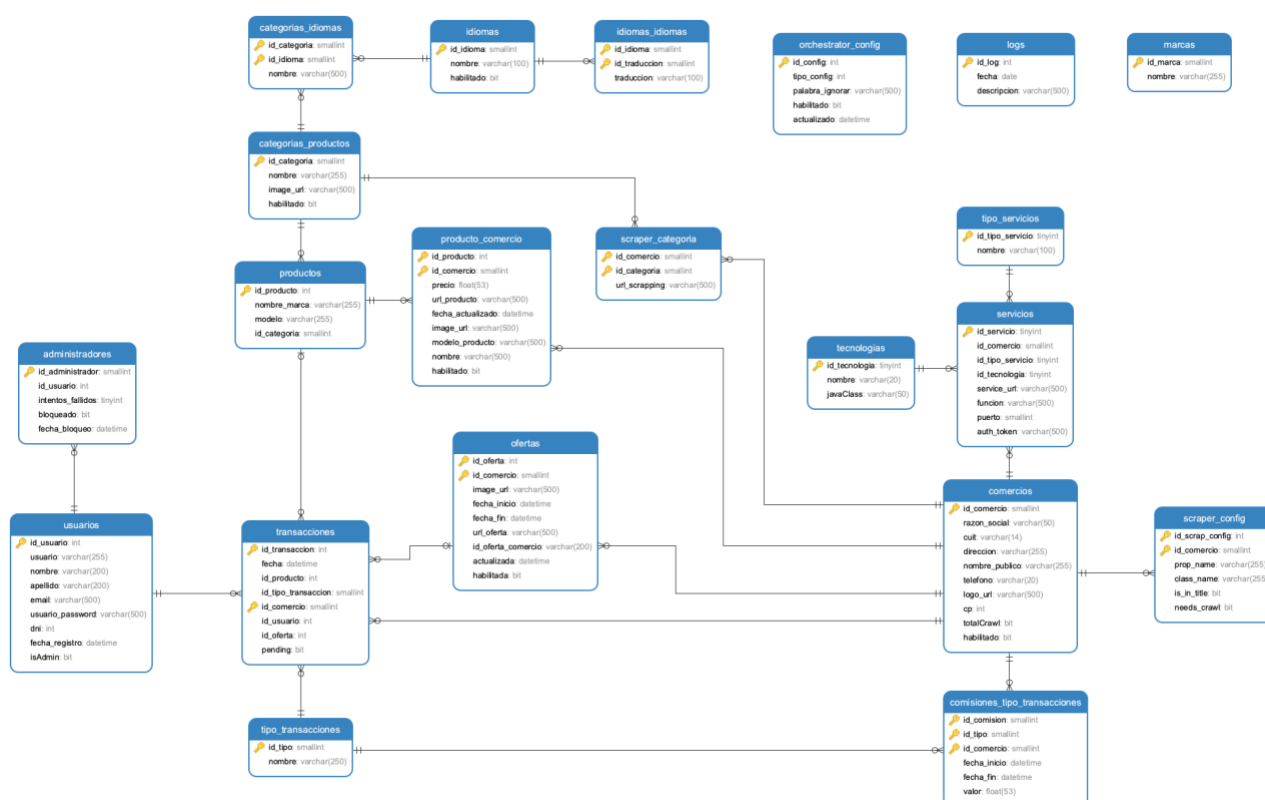 categorias_idiomas
id_categoria: smallint
id_idioma: smallint
nombre: varchar(500)
idiomas
id_idioma: smallint
nombre: varchar(100)
habilitado: bit
idiomas_idiomas
id_idioma: smallint
id_traduccion: smallint
traduccion: varchar(100)
orchestrator_config
id_config: int
tipo_config: int
palabra_ignorar: varchar(500)
habilitado: bit
actualizado: datetime
logs
id_log: int
fecha: date
descripcion: varchar(500)
marcas
id_marca: smallint
nombre: varchar(255)
categorias_productos
id_categoria: smallint
nombre: varchar(255)
image_url: varchar(500)
habilitado: bit
productos
id_producto: int
nombre_marca: varchar(255)
modelo: varchar(255)
id_categoria: smallint
producto_comercio
id_producto: int
id_comercio: smallint
precio: float(53)
url_producto: varchar(500)
fecha_actualizado: datetime
image_url: varchar(500)
modelo_producto: varchar(500)
nombre: varchar(500)
habilitado: bit
scraper_categoria
id_comercio: smallint
id_categoria: smallint
url_scrapping: varchar(500)
tipo_servicios
id_tipo_servicio: tinyint
nombre: varchar(100)
servicios
id_servicio: tinyint
id_comercio: smallint
id_tipo_servicio: tinyint
id_tecnologia: tinyint
service_url: varchar(500)
funcion: varchar(500)
puerto: smallint
auth_token: varchar(500)
tecnologias
id_tecnologia: tinyint
nombre: varchar(20)
javaClass: varchar(50)
administradores
id_administrador: smallint
id_usuario: int
intentos_fallidos: tinyint
bloqueado: bit
fecha_bloqueo: datetime
ofertas
id_oferta: int
id_comercio: smallint
image_url: varchar(500)
fecha_inicio: datetime
fecha_fin: datetime
url_oferta: varchar(500)
id_oferta_comercio: varchar(200)
actualizada: datetime
habilitada: bit
usuarios
id_usuario: int
usuario: varchar(255)
nombre: varchar(200)
apellido: varchar(200)
email: varchar(500)
usuario_password: varchar(500)
dni: int
fecha_registro: datetime
isAdmin: bit
transacciones
id_transaccion: int
fecha: datetime
id_producto: int
id_tipo_transaccion: smallint
id_comercio: smallint
id_usuario: int
id_oferta: int
pending: bit
comercios
id_comercio: smallint
razon_social: varchar(50)
cuit: varchar(14)
direccion: varchar(255)
nombre_publico: varchar(255)
telefono: varchar(20)
logo_url: varchar(500)
cp: int
totalCrawl: bit
habilitado: bit
scraper_config
id_scrap_config: int
id_comercio: smallint
prop_name: varchar(255)
class_name: varchar(255
is_in_title: bit
needs_crawl: bit
tipo_transacciones
id_tipo: smallint
nombre: varchar(250)
comisiones_tipo_transacciones
id_comision: smallint
id_tipo: smallint
id_comercio: smallint
fecha_inicio: datetime
fecha_fin: datetime
valor: float(53)